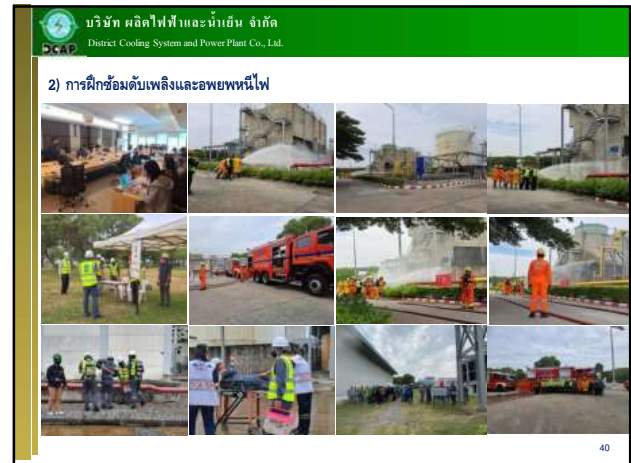 บริษัท ผลิตไฟฟ้าและน้ำเย็น จำกัด
District Cooling System and Power Plant Co., Ltd.
DCAP
2) การฝึกซ้อมดับเพลิงและอพยพหนีไฟ
40